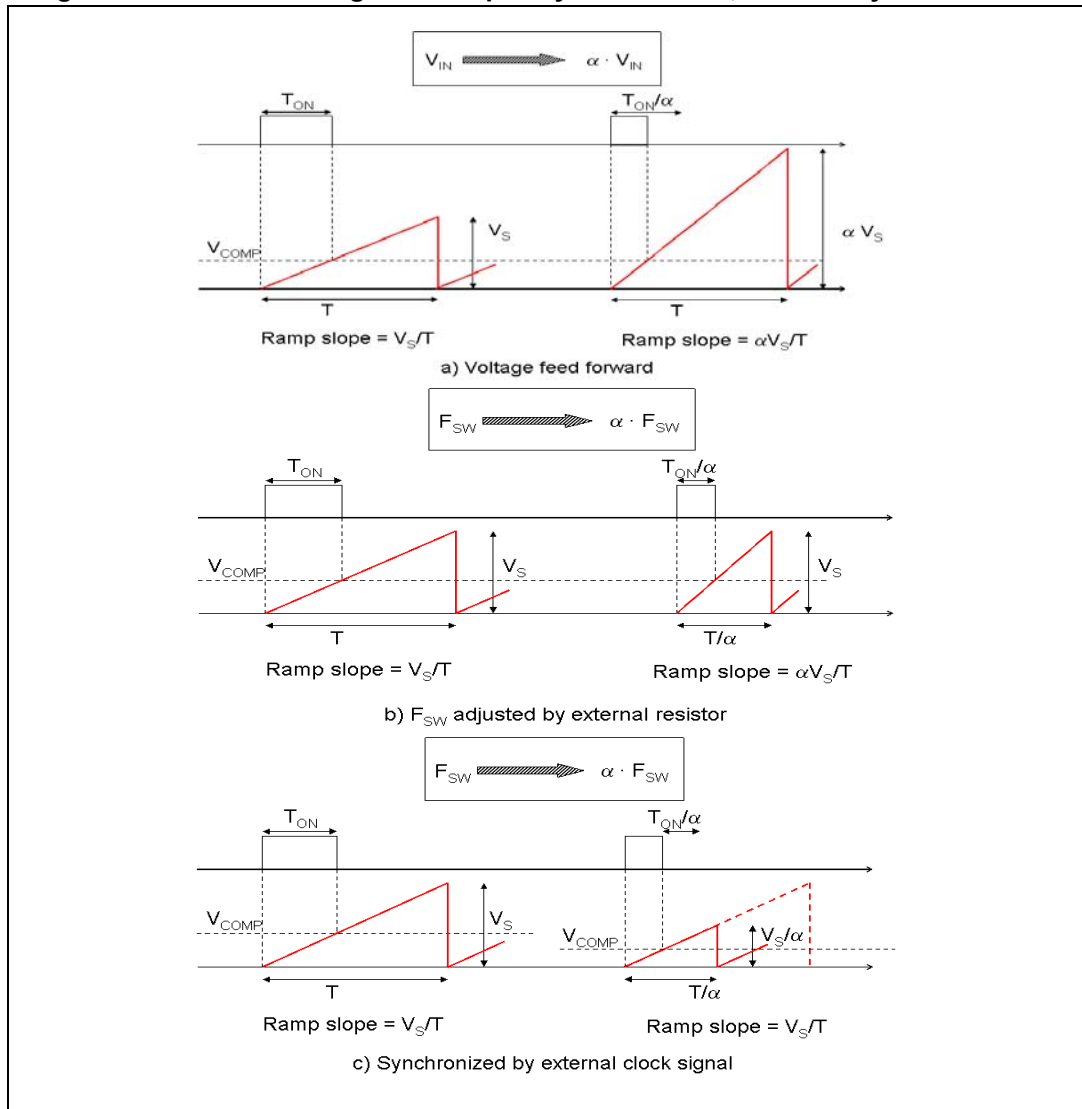 V_IN α · V_IN
T_ON T_ON/α
V_COMP V_S α V_S
T T
Ramp slope = V_S/T Ramp slope = αV_S/T
a) Voltage feed forward
F_SW α · F_SW
T_ON T_ON/α
V_COMP V_S V_S
T T/α
Ramp slope = V_S/T Ramp slope = αV_S/T
b) F_SW adjusted by external resistor
F_SW α · F_SW
T_ON T_ON/α
V_COMP V_S V_COMP V_S/α
T T/α
Ramp slope = V_S/T Ramp slope = V_S/T
c) Synchronized by external clock signal